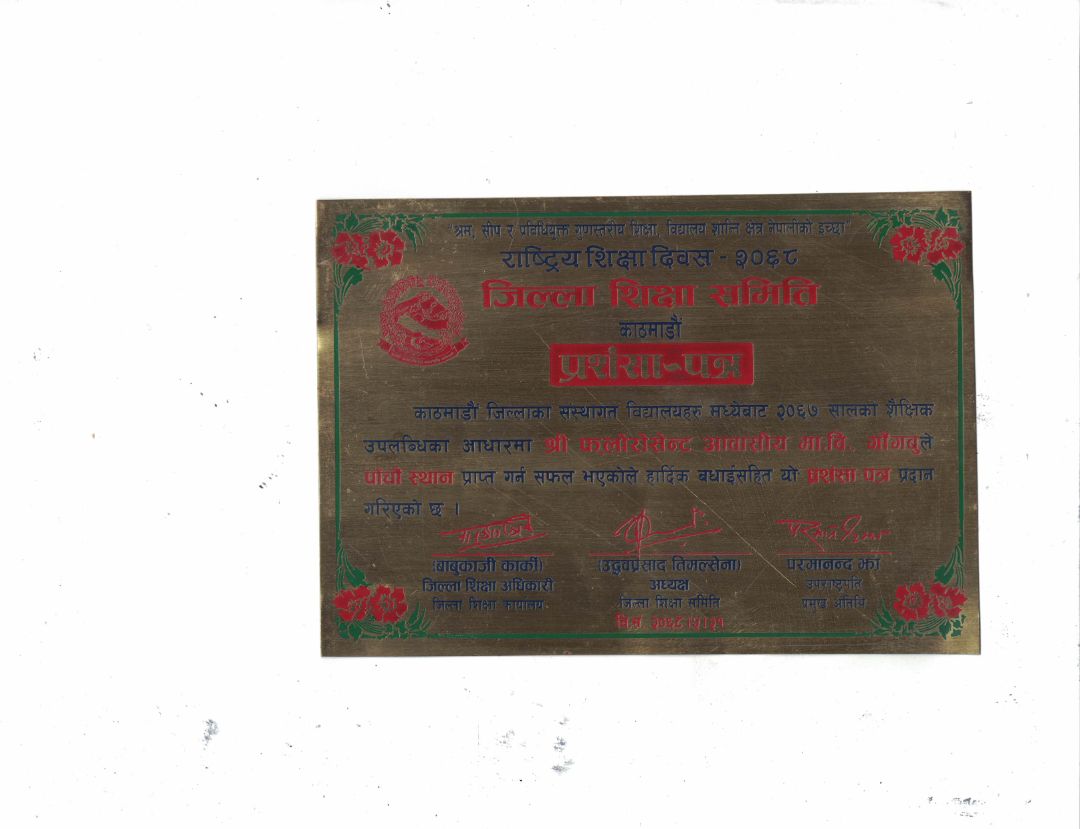 "श्रम, सीप र प्रविधियुक्त गुणस्तरीय शिक्षा, विद्यालय शान्ति क्षेत्र नेपालीको इच्छा"
राष्ट्रिय शिक्षा दिवस - २०६८
जिल्ला शिक्षा समिति
काठमाडौं
प्रशंसा-पत्र
काठमाडौं जिल्लाका संस्थागत विद्यालयहरु मध्येबाट २०६७ सालको शैक्षिक
उपलब्धिका आधारमा श्री फ्लोरोसेन्ट आवासीय मा.वि., गोंगबुले
पाँचौं स्थान प्राप्त गर्न सफल भएकोले हार्दिक बधाईसहित यो प्रशंसा पत्र प्रदान
गरिएको छ ।
(बाबुकाजी कार्की) (उद्धवप्रसाद तिमल्सेना) परमानन्द झा
जिल्ला शिक्षा अधिकारी अध्यक्ष उपराष्ट्रपति
जिल्ला शिक्षा कार्यालय जिल्ला शिक्षा समिति प्रमुख अतिथि